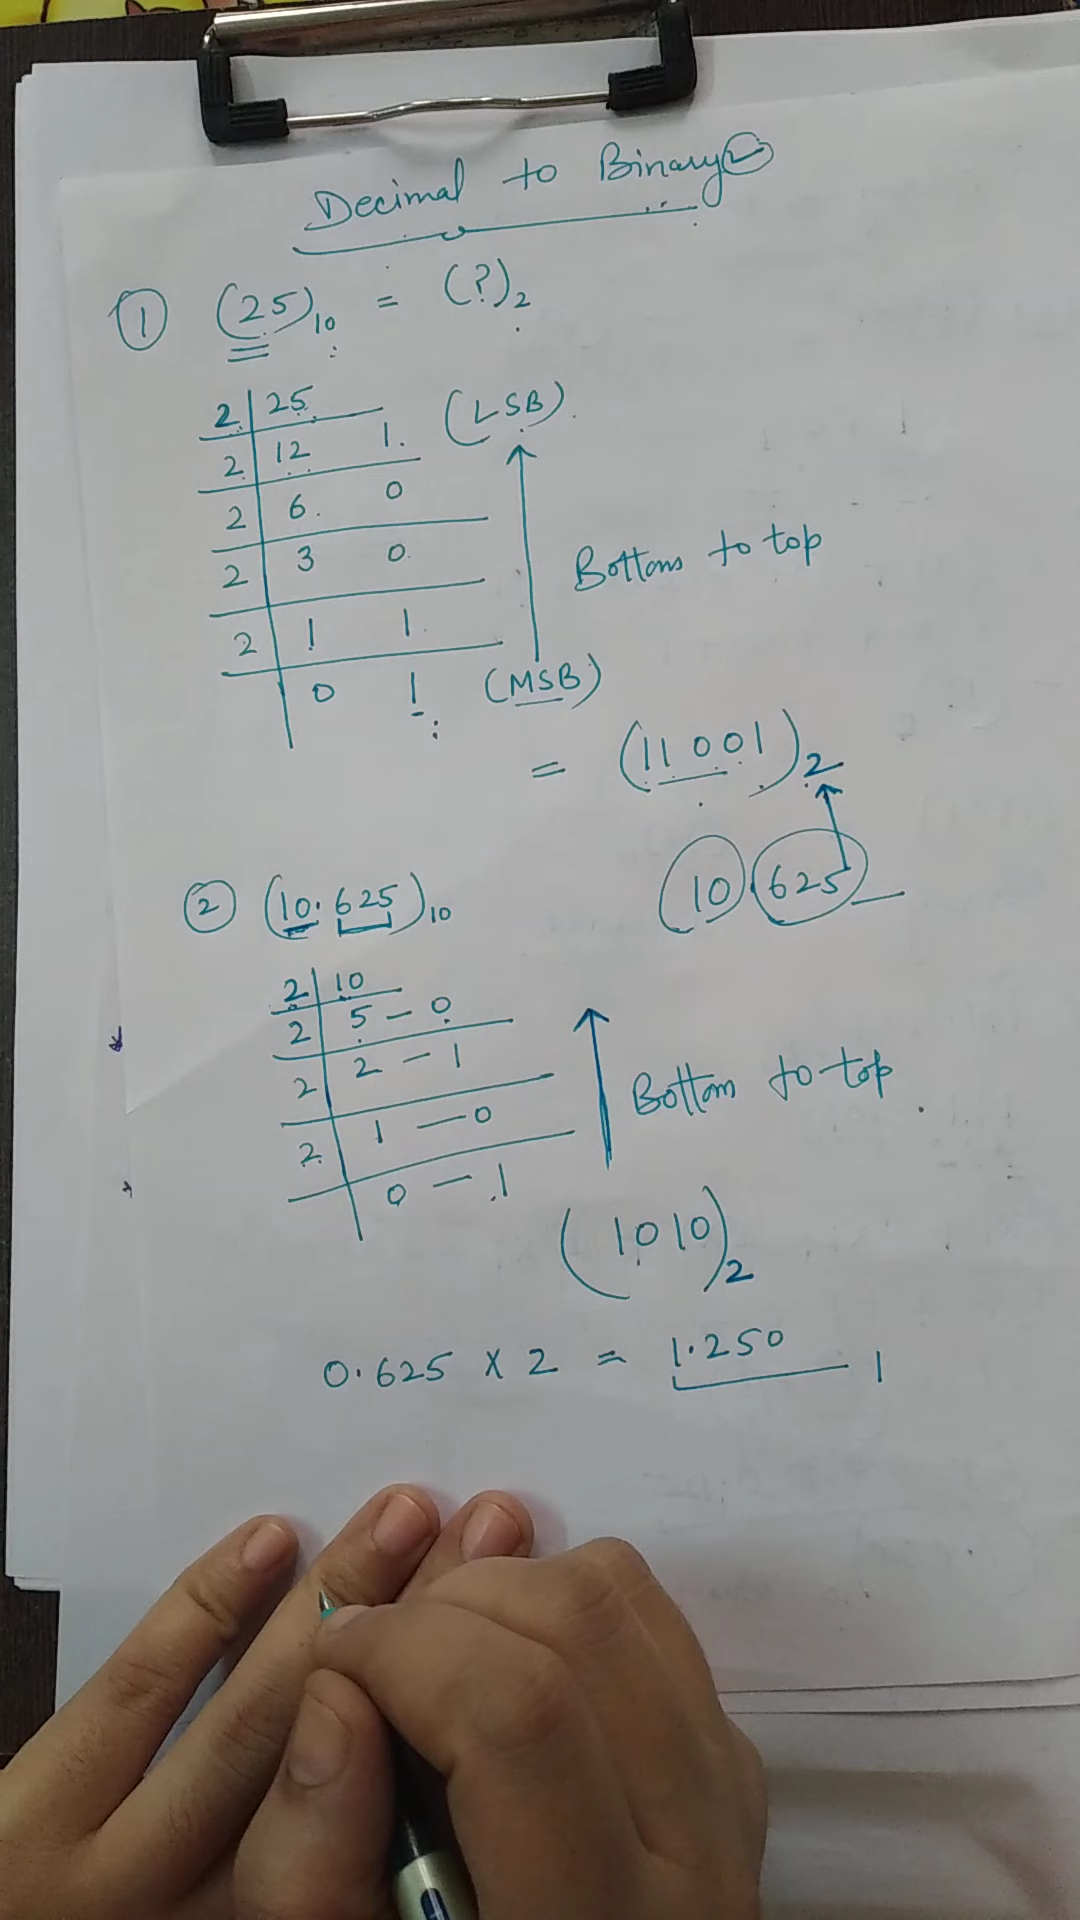 Decimal to Binary
① (25)₁₀ = (?)₂
2 | 25 (LSB)
2 | 12 1
2 | 6 0
2 | 3 0
2 | 1 1
0 1 (MSB)
Bottom to top
= (11001)₂
10 625
② (10.625)₁₀
2 | 10
2 | 5 - 0
2 | 2 - 1
2 | 1 - 0
0 - 1
Bottom to top
(1010)₂
0.625 x 2 = 1.250 1